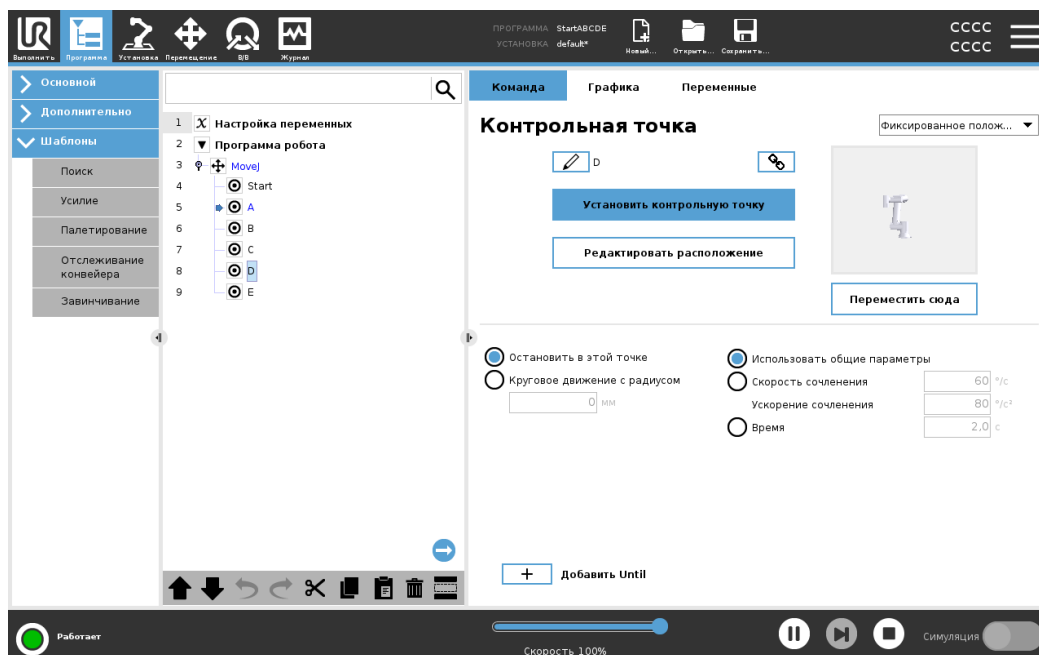 ПРОГРАММА StartABCDE
УСТАНОВКА default*
CCCC
CCCC
Выполнить Программа Установка Перемещение В/В Журнал Новый... Открыть... Сохранить...
Основной
Дополнительно
Шаблоны
Поиск
Усилие
Палетирование
Отслеживание
конвейера
Завинчивание
1 X Настройка переменных
2 Программа робота
3 MoveJ
4 Start
5 A
6 B
7 C
8 D
9 E
Команда Графика Переменные
Контрольная точка
Фиксированное полож...
D
Установить контрольную точку
Редактировать расположение
Переместить сюда
Остановить в этой точке
Круговое движение с радиусом
0 мм
Использовать общие параметры
Скорость сочленения 60 °/с
Ускорение сочленения 80 °/с²
Время 2,0 с
+ Добавить Until
Работает
Скорость 100%
Симуляция